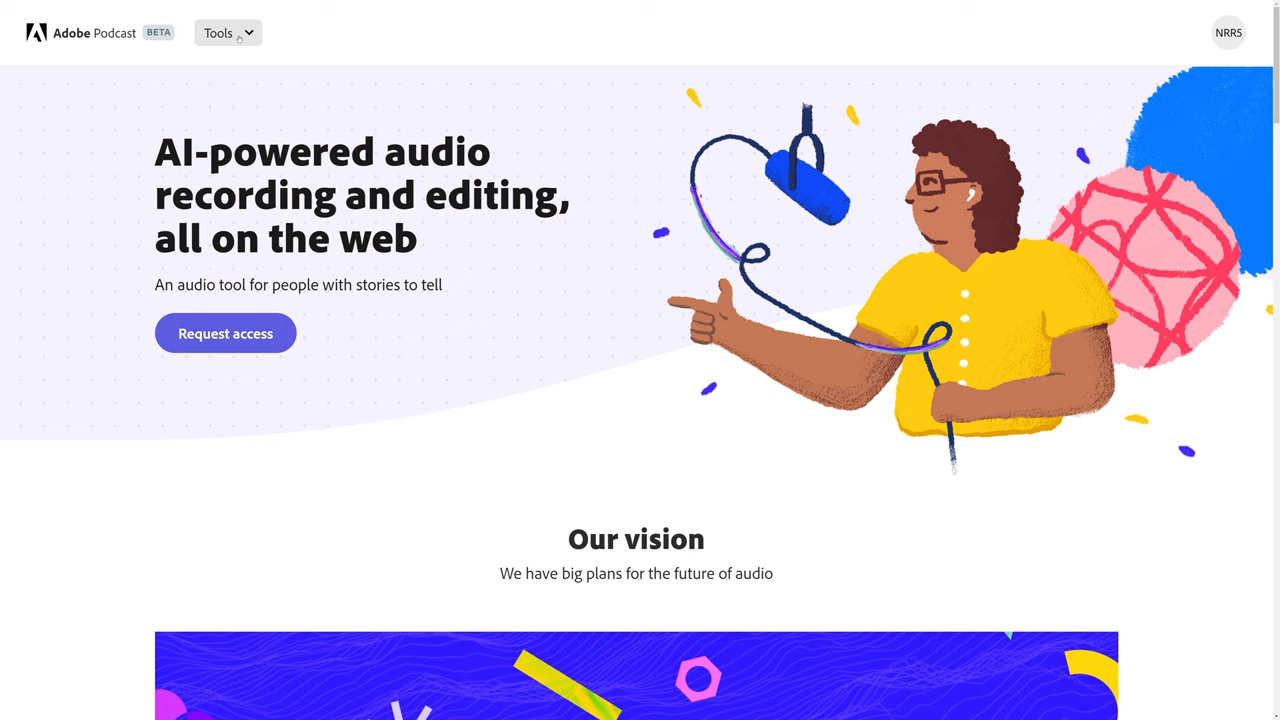 Adobe Podcast BETA Tools NRR5
AI-powered audio
recording and editing,
all on the web
An audio tool for people with stories to tell
Request access
Our vision
We have big plans for the future of audio